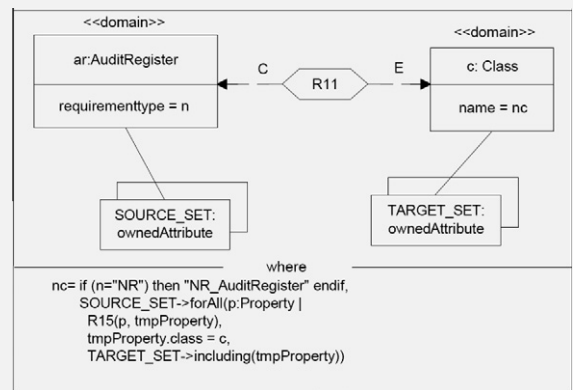 <<domain>>
<<domain>>
ar:AuditRegister
C
R11
E
c: Class
requirementtype = n
name = nc
SOURCE_SET:
ownedAttribute
TARGET_SET:
ownedAttribute
where
nc= if (n="NR") then "NR_AuditRegister" endif,
SOURCE_SET->forAll(p:Property |
R15(p, tmpProperty),
tmpProperty.class = c,
TARGET_SET->including(tmpProperty))